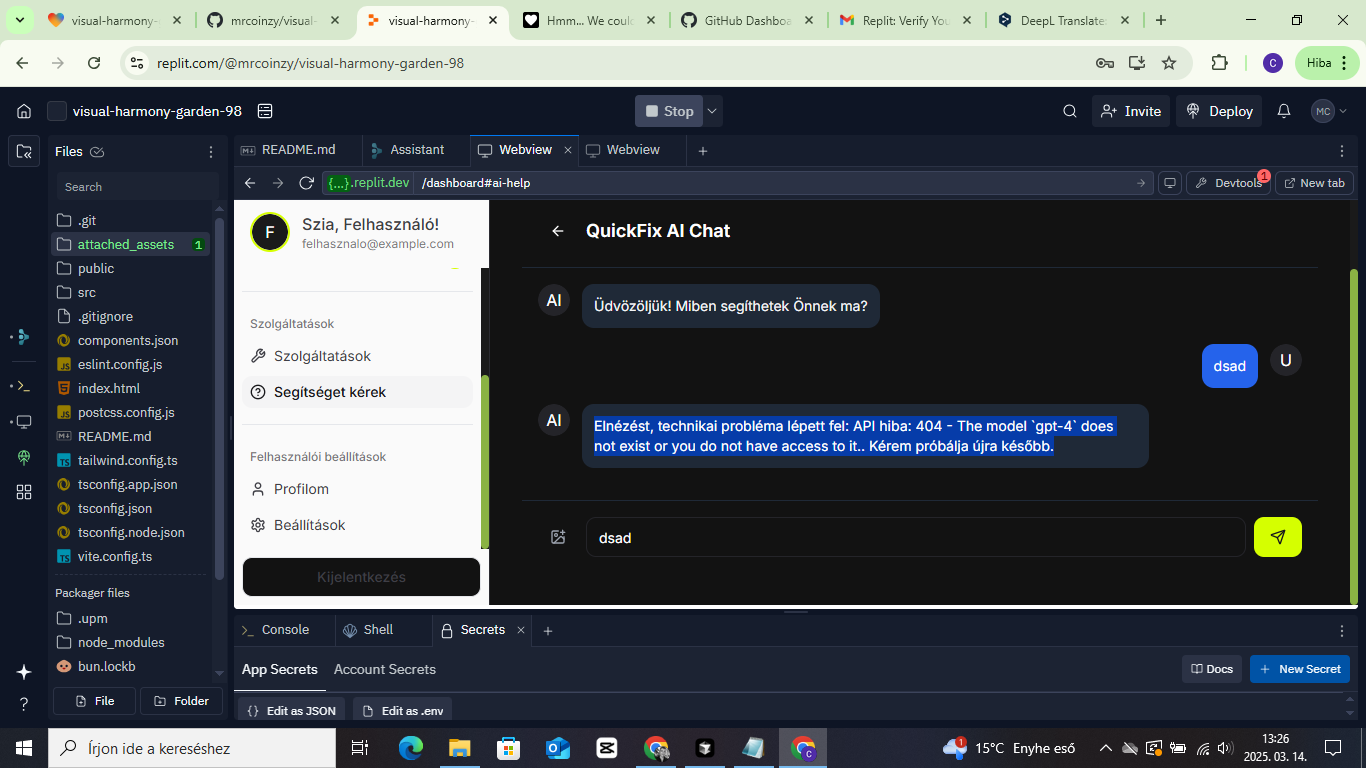 visual-harmony-
mrcoinzy/visual-
visual-harmony-
Hmm... We coul
GitHub Dashboa
Replit: Verify You
DeepL Translate
replit.com/@mrcoinzy/visual-harmony-garden-98
C
Hiba
visual-harmony-garden-98
Stop
Invite
Deploy
MC
Files
README.md
Assistant
Webview
Webview
Search
{...}.replit.dev
/dashboard#ai-help
Devtools
1
New tab
.git
attached_assets 1
public
src
.gitignore
components.json
eslint.config.js
index.html
postcss.config.js
README.md
tailwind.config.ts
tsconfig.app.json
tsconfig.json
tsconfig.node.json
vite.config.ts
Packager files
.upm
node_modules
bun.lockb
File
Folder
F
Szia, Felhasználó!
felhasznalo@example.com
Szolgáltatások
Szolgáltatások
Segítséget kérek
Felhasználói beállítások
Profilom
Beállítások
Kijelentkezés
QuickFix AI Chat
AI
Üdvözöljük! Miben segíthetek Önnek ma?
dsad
U
AI
Elnézést, technikai probléma lépett fel: API hiba: 404 - The model `gpt-4` does
not exist or you do not have access to it.. Kérem próbálja újra később.
dsad
Console
Shell
Secrets
App Secrets
Account Secrets
Docs
New Secret
Edit as JSON
Edit as .env
Írjon ide a kereséshez
1
15°C Enyhe eső
13:26
2025. 03. 14.